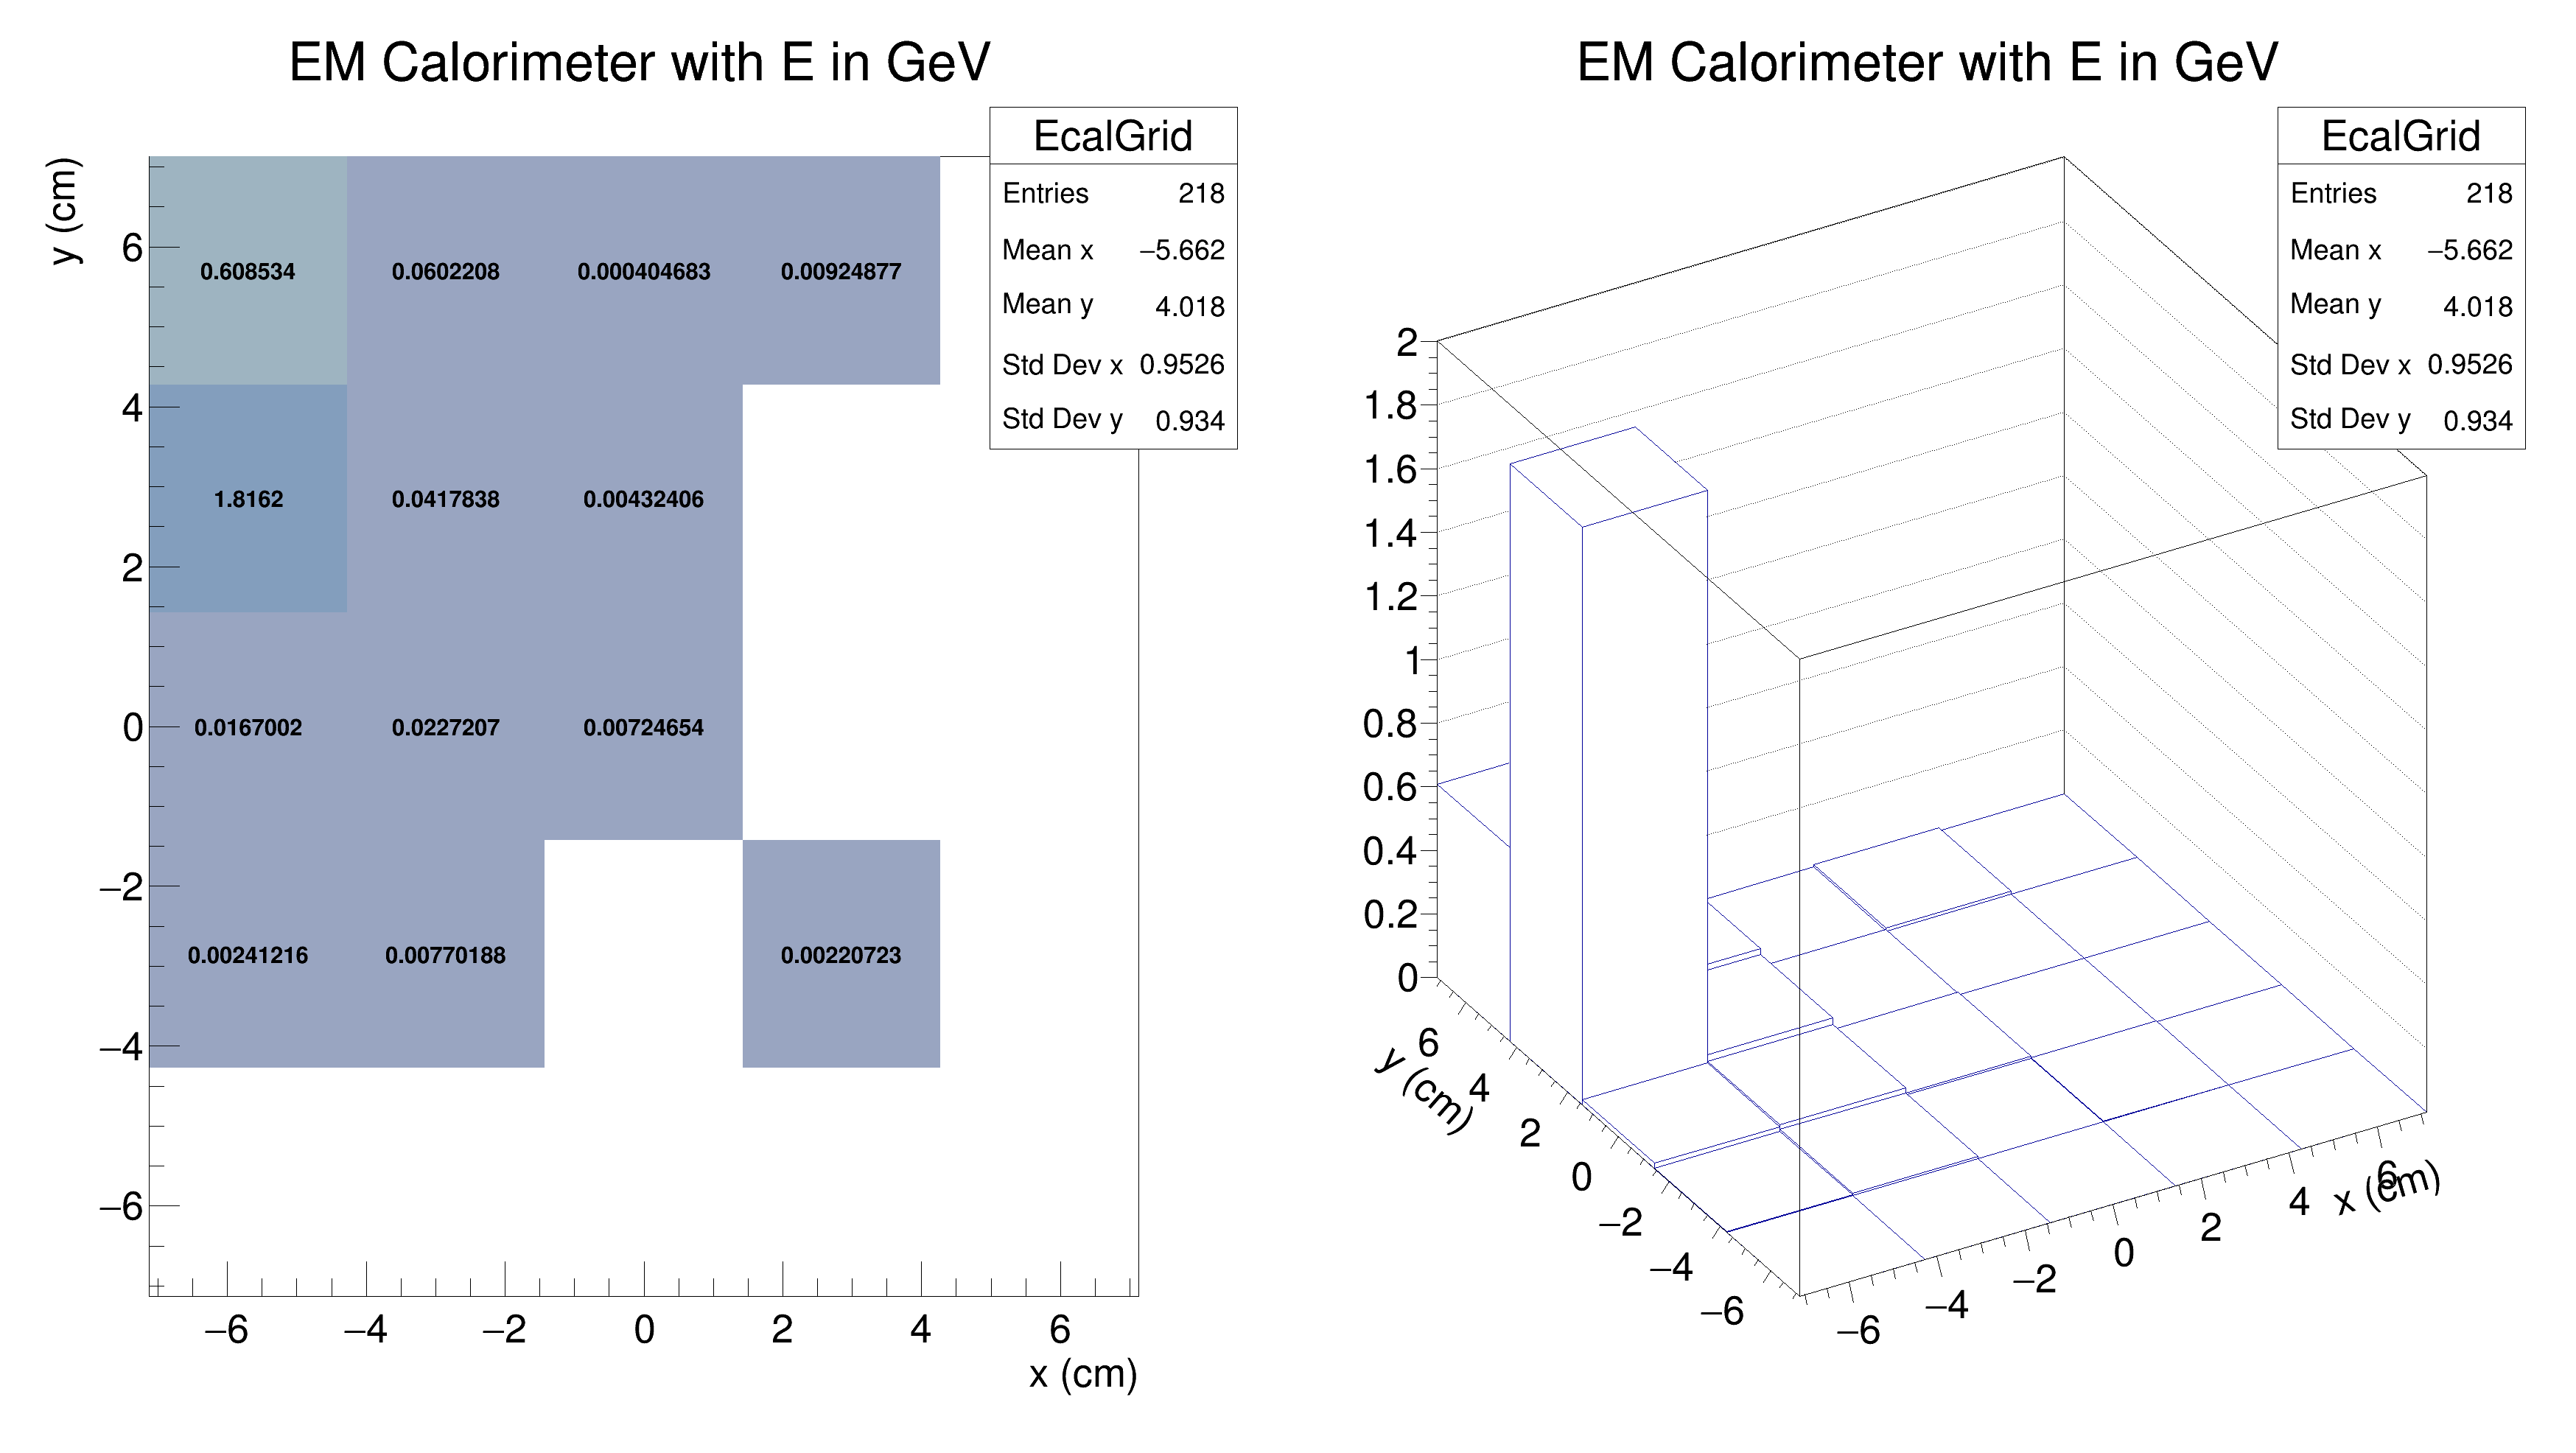 EM Calorimeter with E in GeV
EcalGrid
Entries 218
Mean x −5.662
Mean y 4.018
Std Dev x 0.9526
Std Dev y 0.934
y (cm)
6
4
2
0
−2
−4
−6
0.608534 0.0602208 0.000404683 0.00924877
1.8162 0.0417838 0.00432406
0.0167002 0.0227207 0.00724654
0.00241216 0.00770188 0.00220723
−6 −4 −2 0 2 4 6
x (cm)
EM Calorimeter with E in GeV
EcalGrid
Entries 218
Mean x −5.662
Mean y 4.018
Std Dev x 0.9526
Std Dev y 0.934
2
1.8
1.6
1.4
1.2
1
0.8
0.6
0.4
0.2
0
y (cm)
6
4
2
0
−2
−4
−6
−6 −4 −2 0 2 4 6
x (cm)